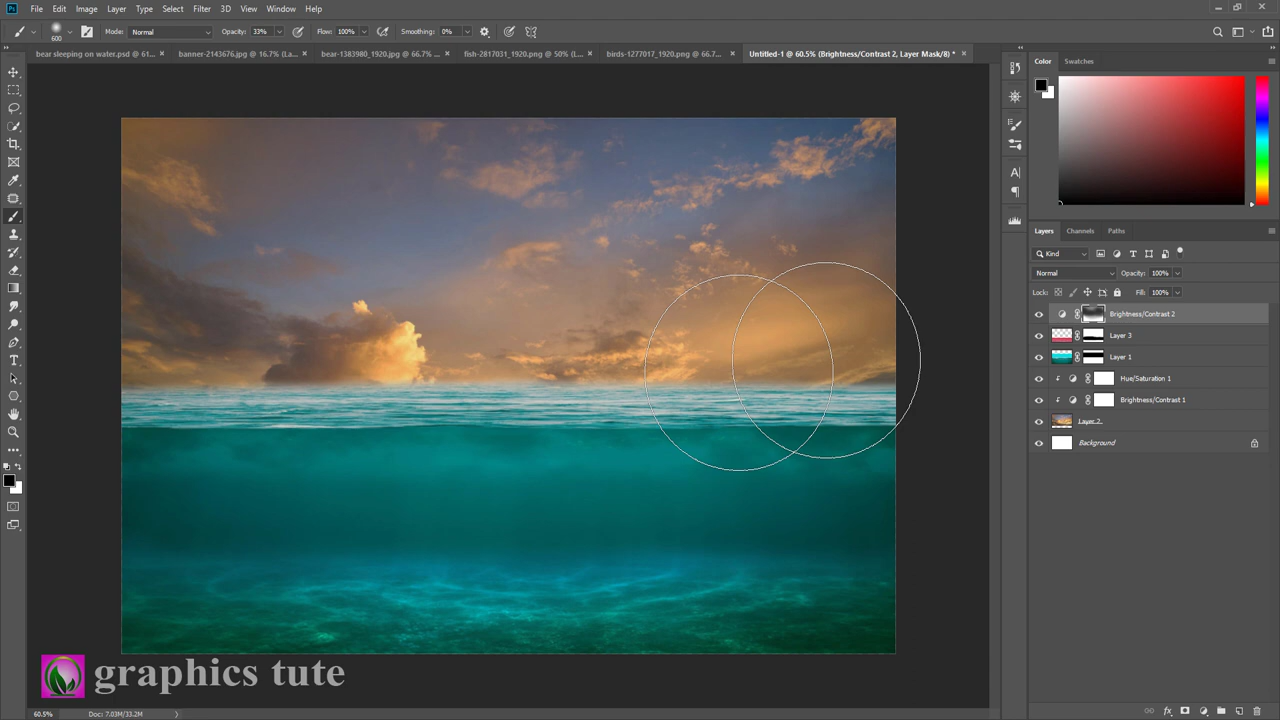 Ps File Edit Image Layer Type Select Filter 3D View Window Help
600 Mode: Normal Opacity: 33% Flow: 100% Smoothing: 0%
bear sleeping on water.psd @ 61... × banner-2143676.jpg @ 16.7% (La... × bear-1383980_1920.jpg @ 66.7% ... × fish-2817031_1920.png @ 50% (L... × birds-1277017_1920.png @ 66.7... × Untitled-1 @ 60.5% (Brightness/Contrast 2, Layer Mask/8) * ×
Color Swatches
Layers Channels Paths
Kind
Normal Opacity: 100%
Lock: Fill: 100%
Brightness/Contrast 2
Layer 3
Layer 1
Hue/Saturation 1
Brightness/Contrast 1
Layer 2
Background
graphics tute
60.5% Doc: 7.03M/33.2M